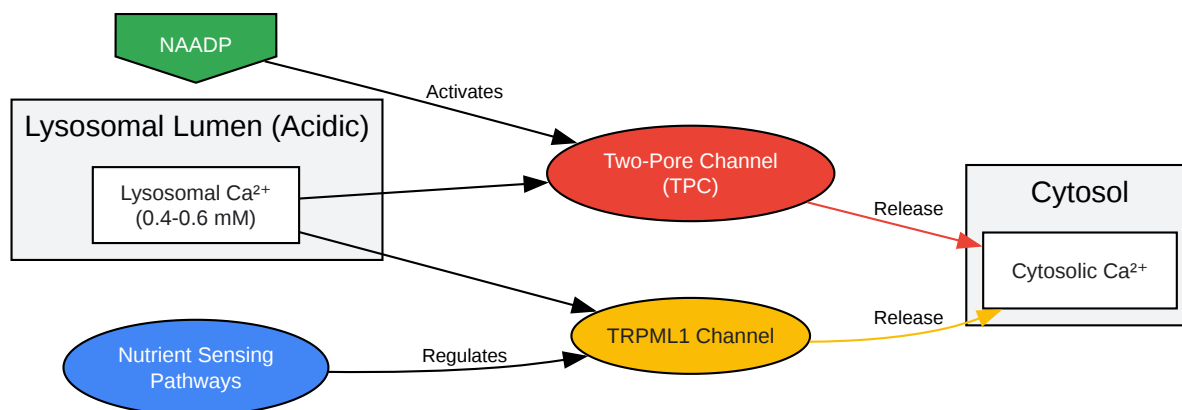 NAADP
Activates
Lysosomal Lumen (Acidic)
Lysosomal Ca²⁺
(0.4-0.6 mM)
Two-Pore Channel
(TPC)
Release
Cytosol
Cytosolic Ca²⁺
Nutrient Sensing
Pathways
Regulates
TRPML1 Channel
Release